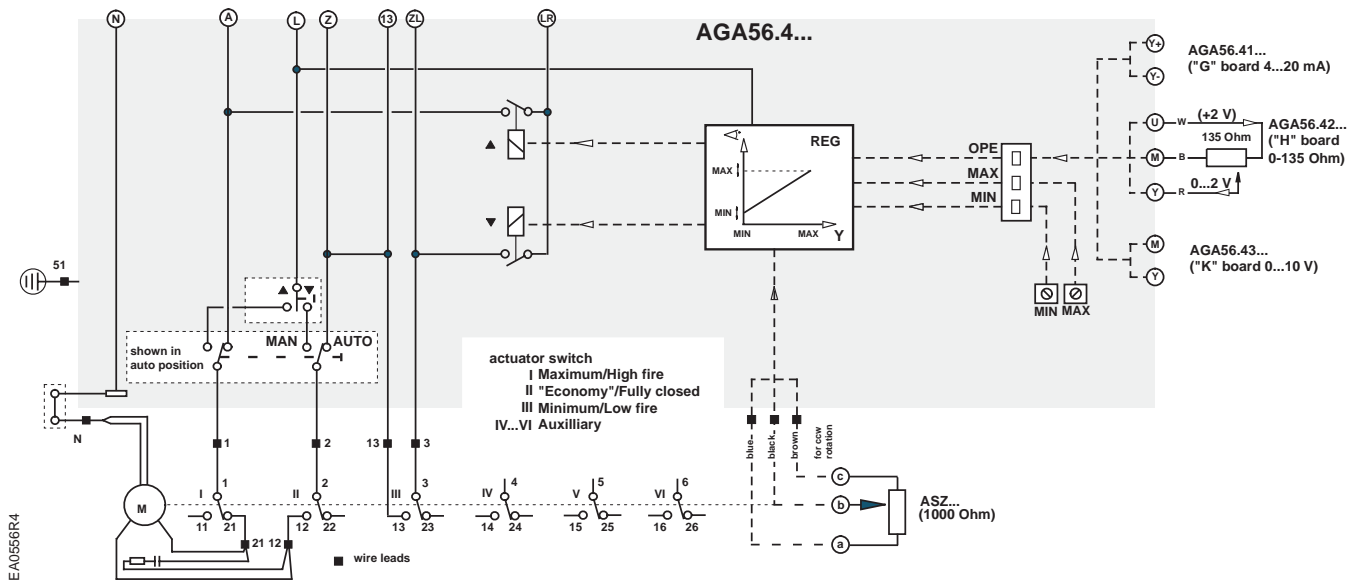 N A L Z 13 ZL LR
AGA56.4...
Y+
Y-
AGA56.41...
("G" board 4...20 mA)
U W (+2 V)
135 Ohm
M B
Y R 0...2 V
AGA56.42...
("H" board
0-135 Ohm)
M
Y
AGA56.43...
("K" board 0...10 V)
REG
MAX
MIN
MIN MAX Y
OPE
MAX
MIN
MIN MAX
51
MAN AUTO
shown in
auto position
actuator switch
I Maximum/High fire
II "Economy"/Fully closed
III Minimum/Low fire
IV...VI Auxilliary
N
1 2 13 3
blue
black
brown
for ccw
rotation
c
b
a
ASZ...
(1000 Ohm)
M
I 1 11 21
II 2 12 22
III 3 13 23
IV 4 14 24
V 5 15 25
VI 6 16 26
21 12
wire leads
EA0556R4